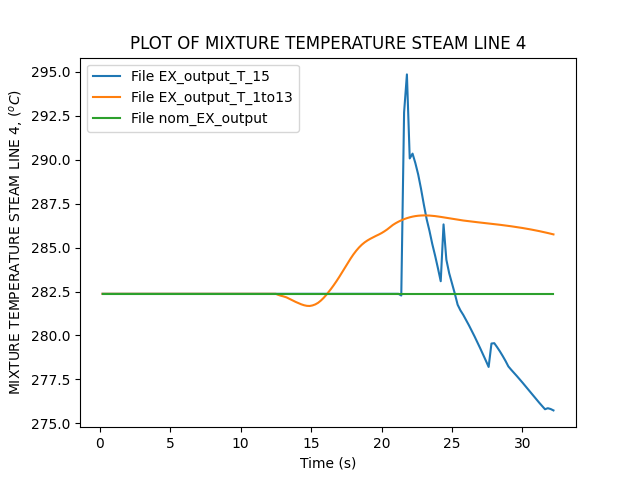 PLOT OF MIXTURE TEMPERATURE STEAM LINE 4
File EX_output_T_15
File EX_output_T_1to13
File nom_EX_output
MIXTURE TEMPERATURE STEAM LINE 4, (°C)
295.0
292.5
290.0
287.5
285.0
282.5
280.0
277.5
275.0
0 5 10 15 20 25 30
Time (s)